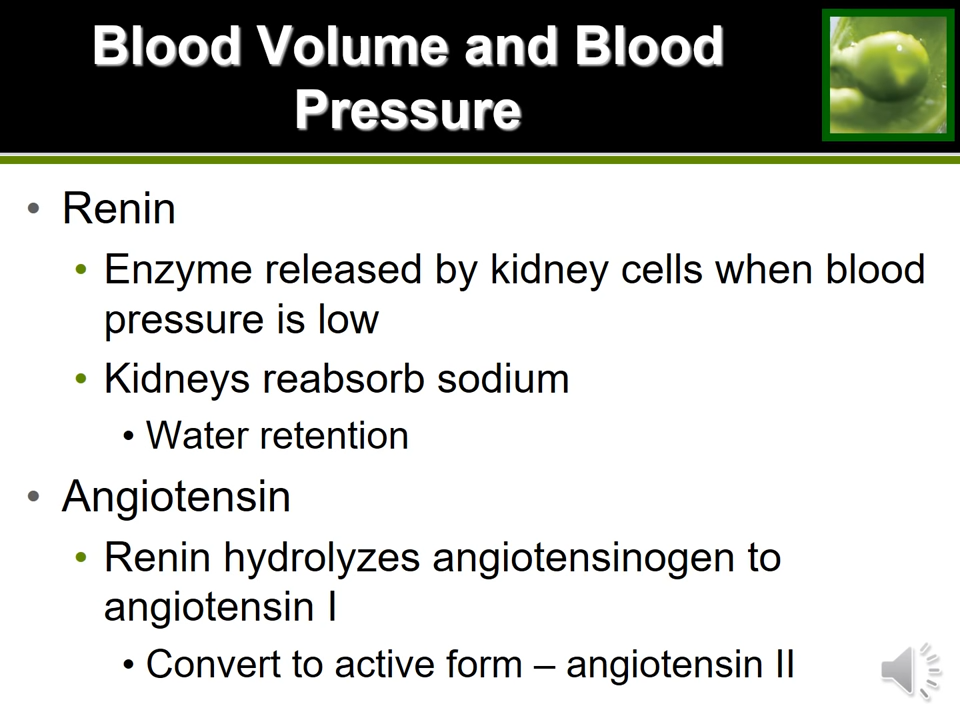 Blood Volume and Blood
Pressure
• Renin
• Enzyme released by kidney cells when blood
pressure is low
• Kidneys reabsorb sodium
• Water retention
• Angiotensin
• Renin hydrolyzes angiotensinogen to
angiotensin I
• Convert to active form – angiotensin II